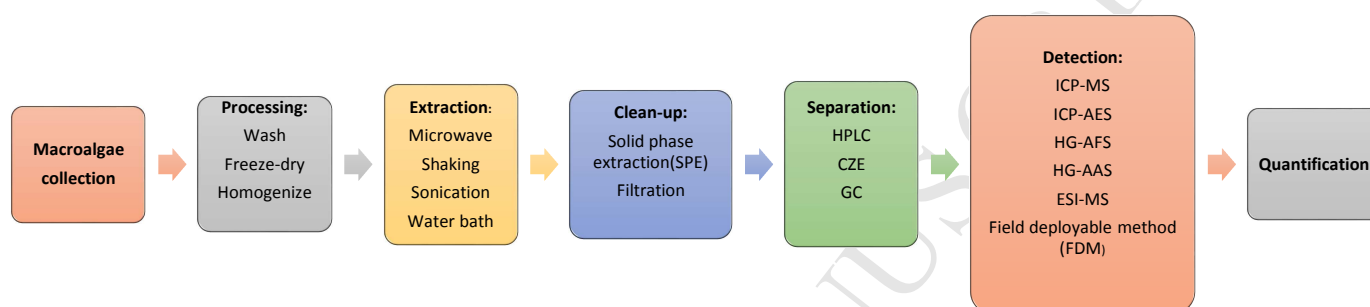 Macroalgae
collection
Processing:
Wash
Freeze-dry
Homogenize
Extraction:
Microwave
Shaking
Sonication
Water bath
Clean-up:
Solid phase
extraction(SPE)
Filtration
Separation:
HPLC
CZE
GC
Detection:
ICP-MS
ICP-AES
HG-AFS
HG-AAS
ESI-MS
Field deployable method
(FDM)
Quantification